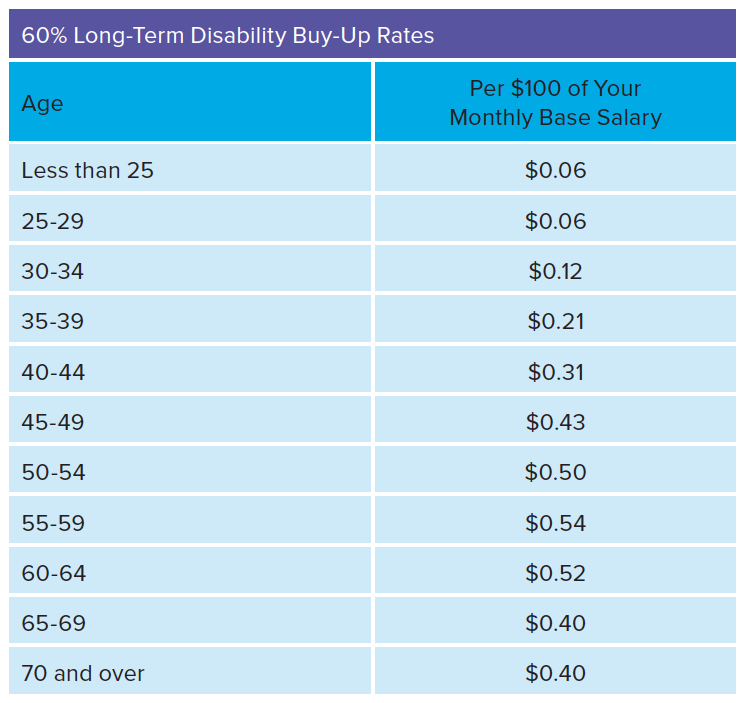 60% Long-Term Disability Buy-Up Rates
Age
Per $100 of Your
Monthly Base Salary
Less than 25 $0.06
25-29 $0.06
30-34 $0.12
35-39 $0.21
40-44 $0.31
45-49 $0.43
50-54 $0.50
55-59 $0.54
60-64 $0.52
65-69 $0.40
70 and over $0.40